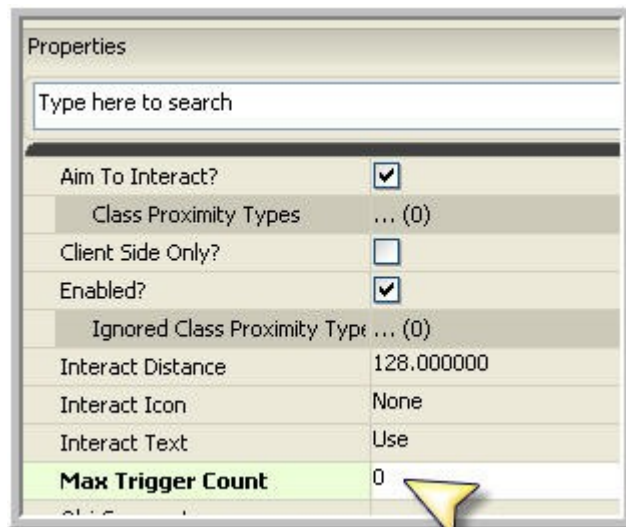 Properties
Type here to search
Aim To Interact?
Class Proximity Types ... (0)
Client Side Only?
Enabled?
Ignored Class Proximity Type ... (0)
Interact Distance 128.000000
Interact Icon None
Interact Text Use
Max Trigger Count 0